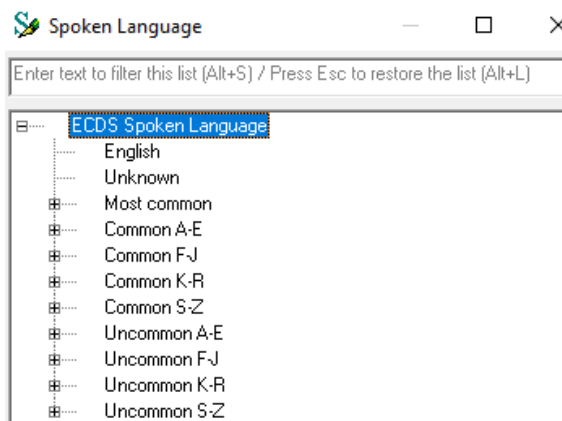 Spoken Language
Enter text to filter this list (Alt+S) / Press Esc to restore the list (Alt+L)
ECDS Spoken Language
English
Unknown
Most common
Common A-E
Common F-J
Common K-R
Common S-Z
Uncommon A-E
Uncommon F-J
Uncommon K-R
Uncommon S-Z